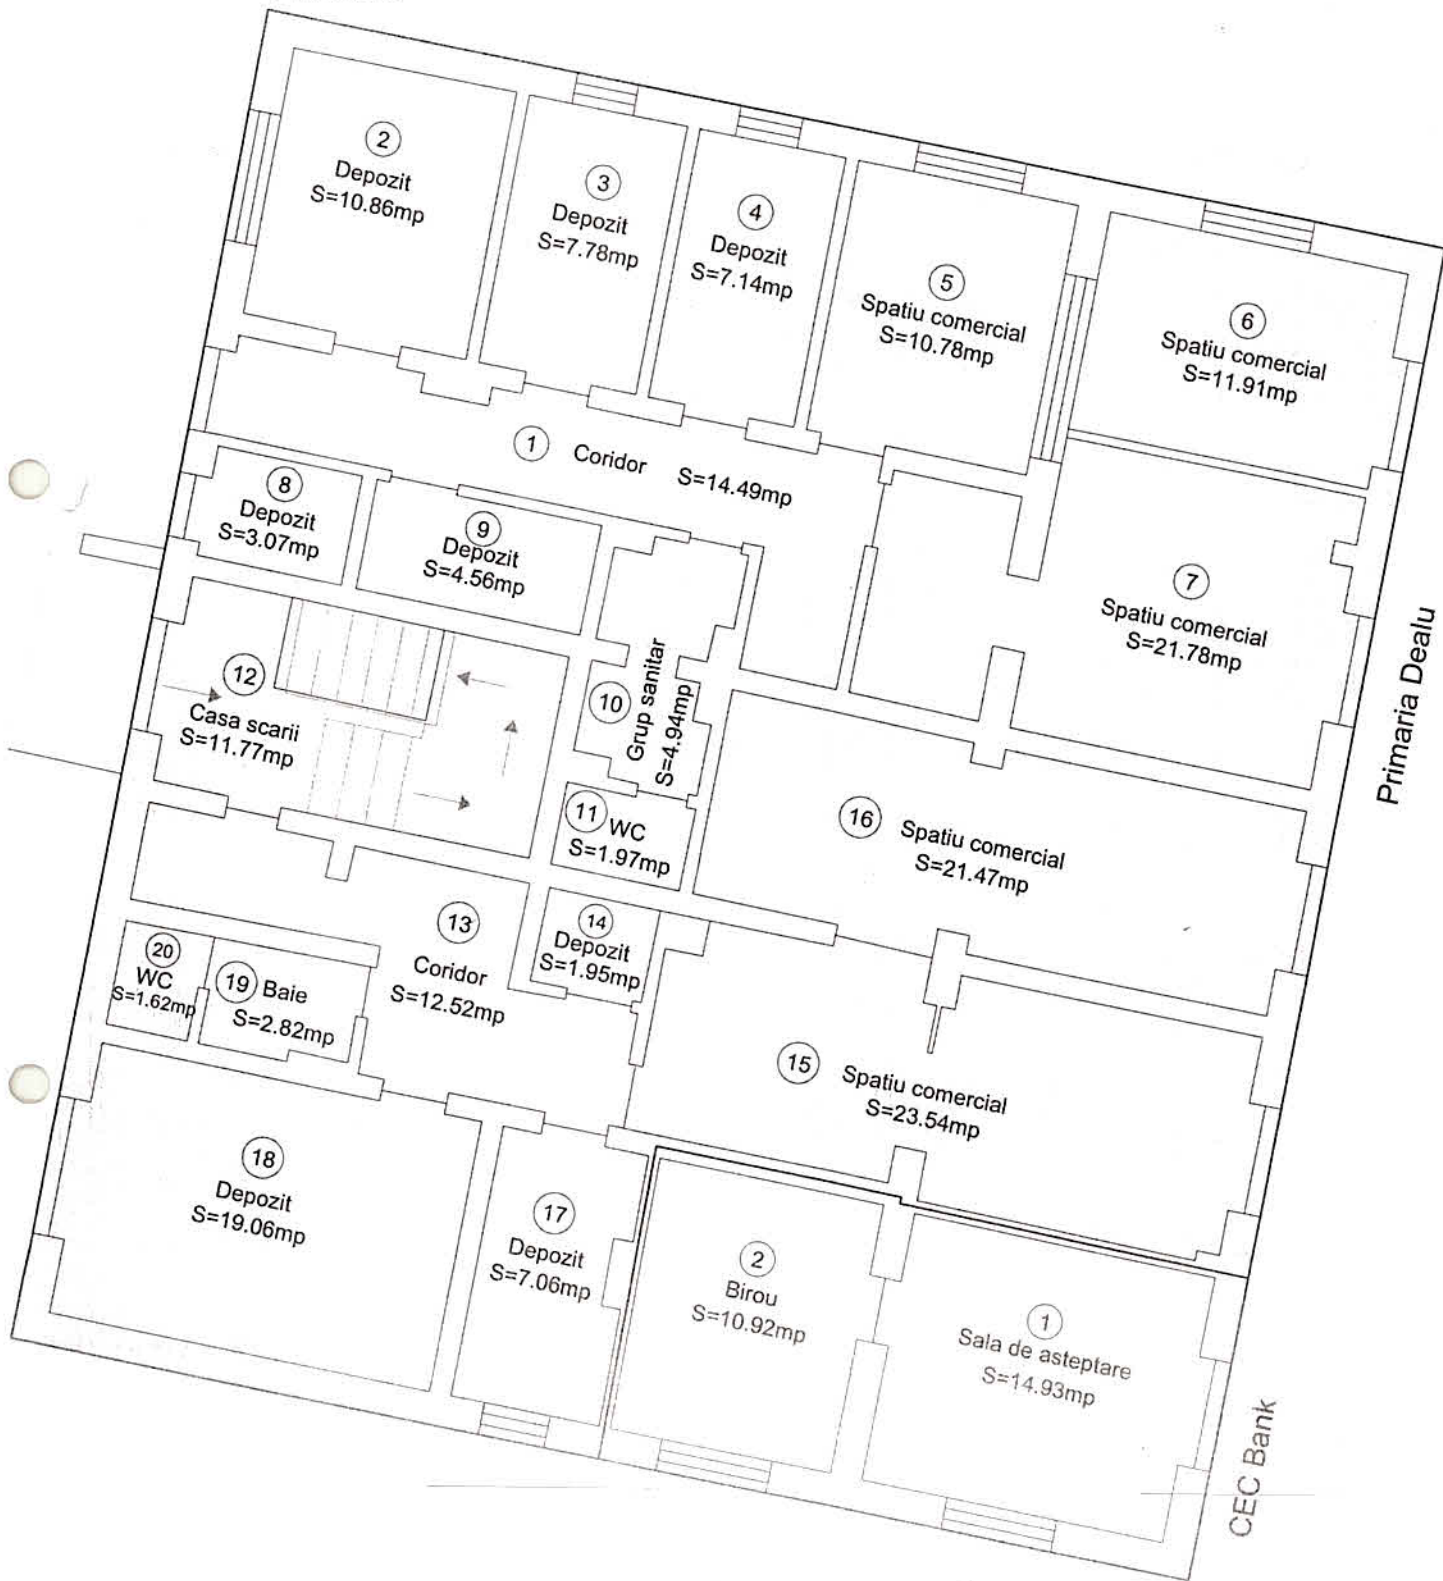 2
Depozit
S=10.86mp
3
Depozit
S=7.78mp
4
Depozit
S=7.14mp
5
Spatiu comercial
S=10.78mp
6
Spatiu comercial
S=11.91mp
1 Coridor S=14.49mp
8
Depozit
S=3.07mp
9
Depozit
S=4.56mp
7
Spatiu comercial
S=21.78mp
Primaria Dealu
12
Casa scarii
S=11.77mp
10
Grup sanitar
S=4.94mp
11 WC
S=1.97mp
16 Spatiu comercial
S=21.47mp
13
Coridor
S=12.52mp
14
Depozit
S=1.95mp
20
WC
S=1.62mp
19 Baie
S=2.82mp
15 Spatiu comercial
S=23.54mp
18
Depozit
S=19.06mp
17
Depozit
S=7.06mp
2
Birou
S=10.92mp
1
Sala de asteptare
S=14.93mp
CEC Bank